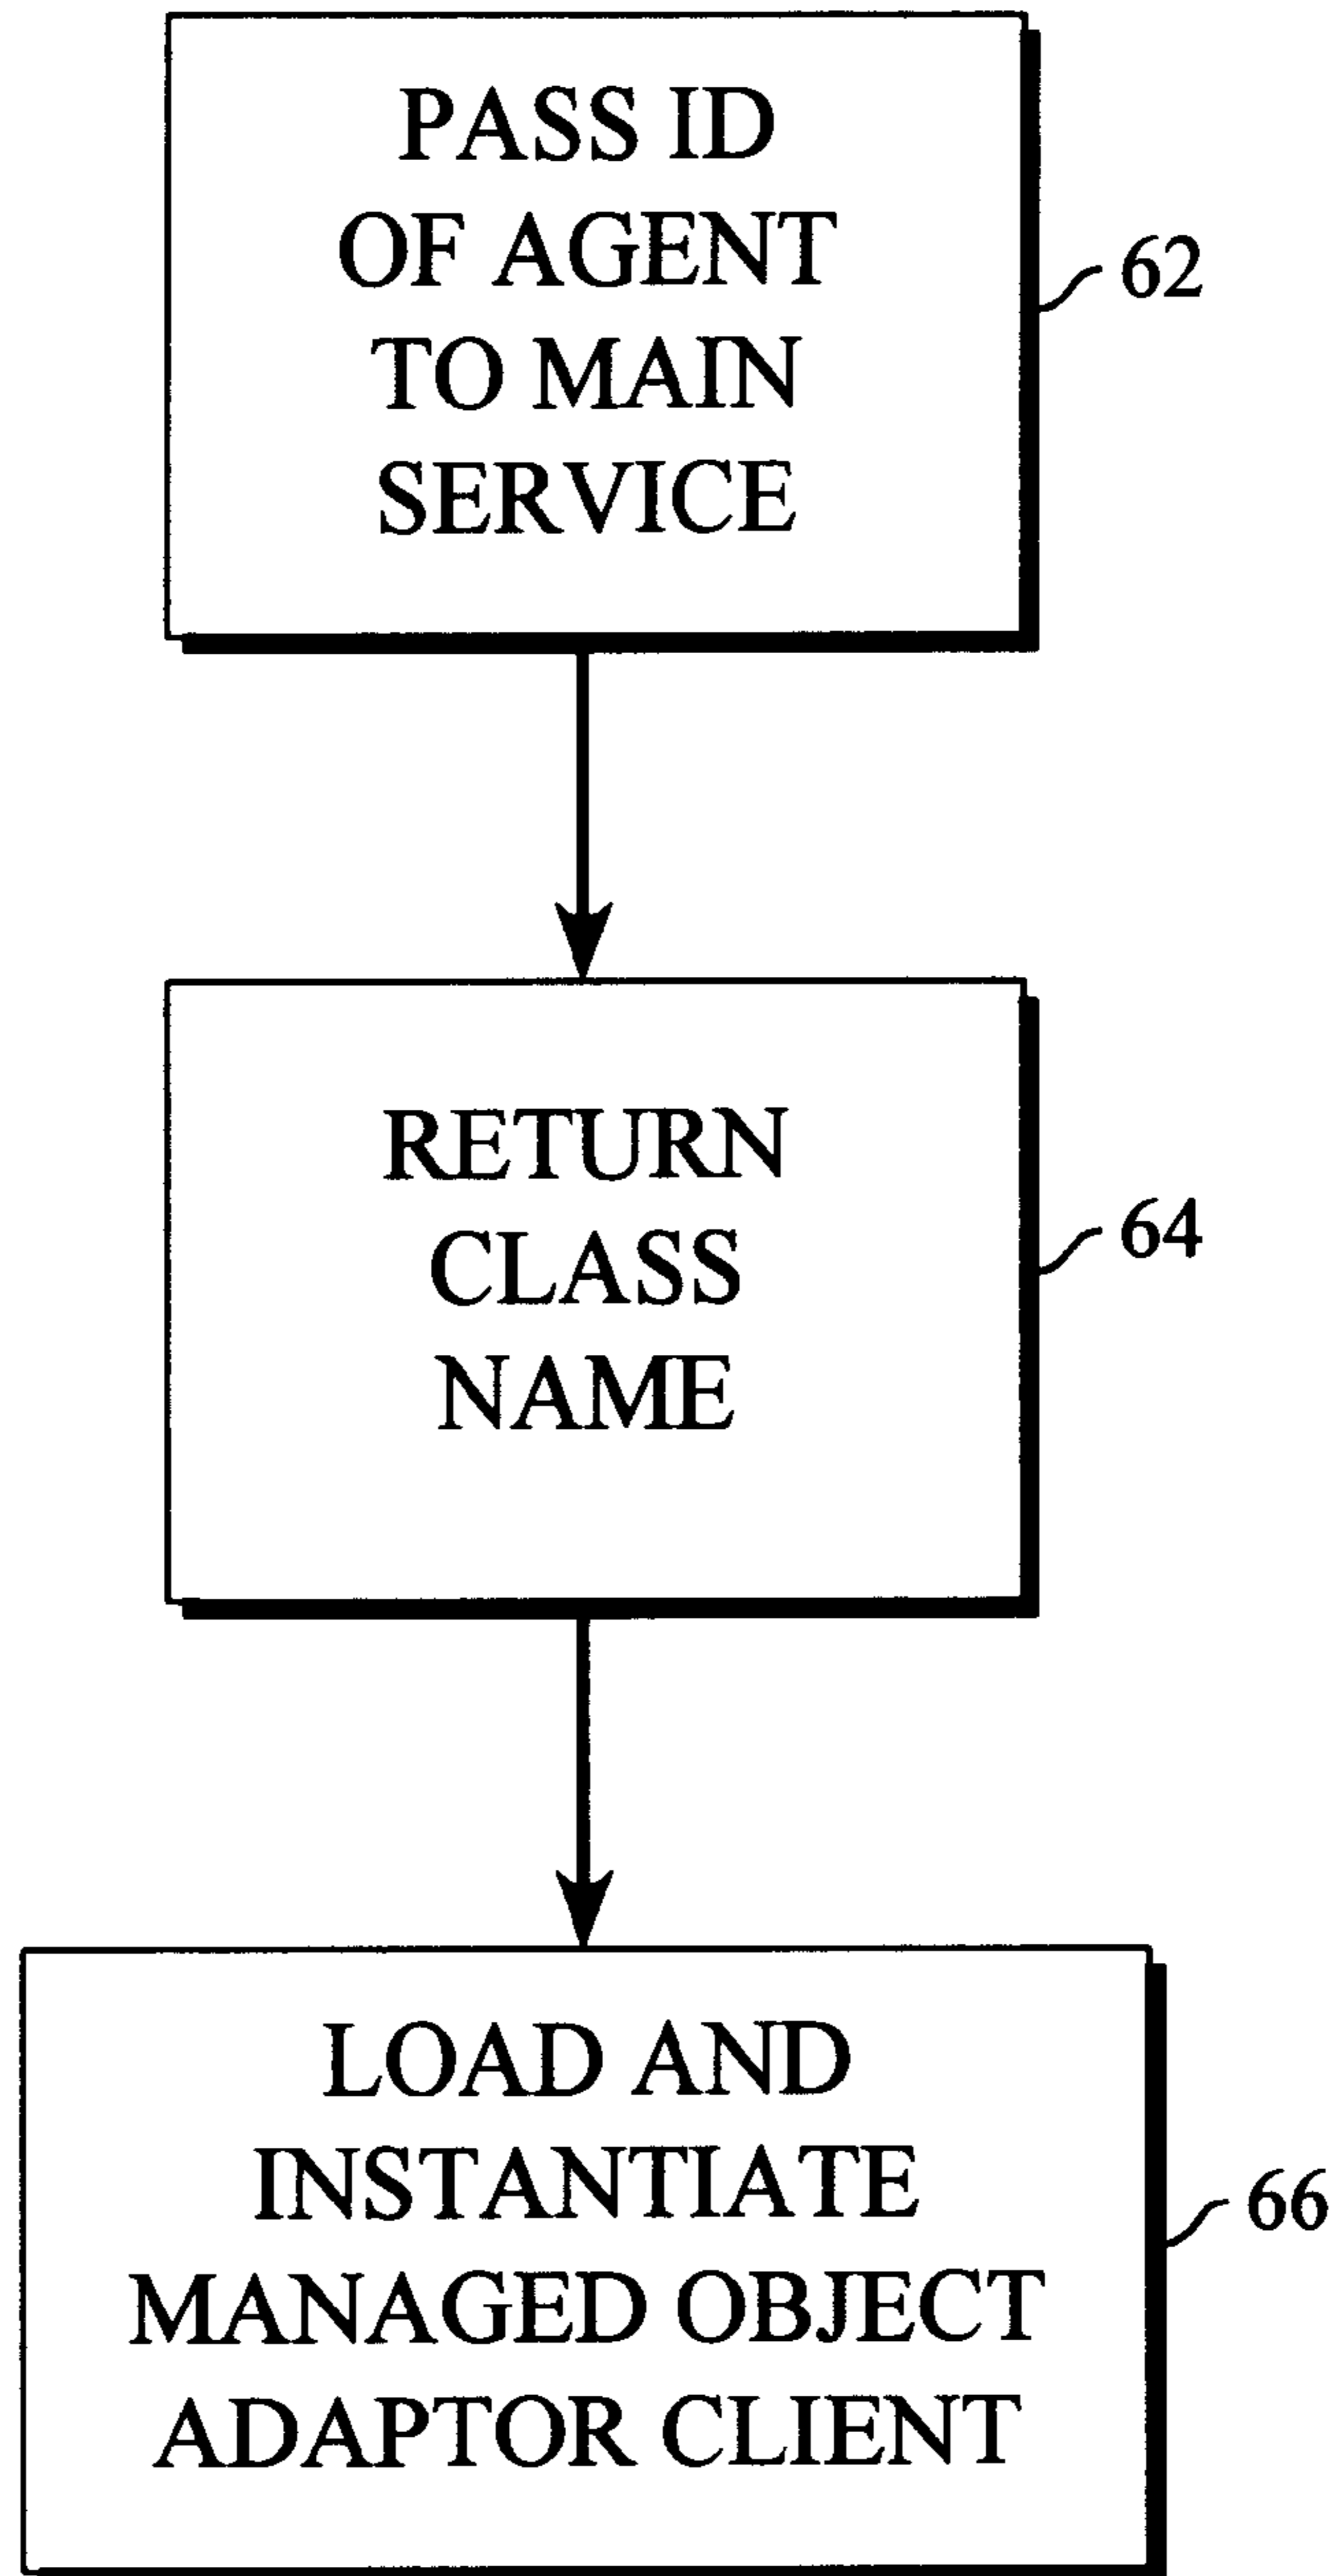 PASS ID
OF AGENT
TO MAIN
SERVICE
62
RETURN
CLASS
NAME
64
LOAD AND
INSTANTIATE
MANAGED OBJECT
ADAPTOR CLIENT
66